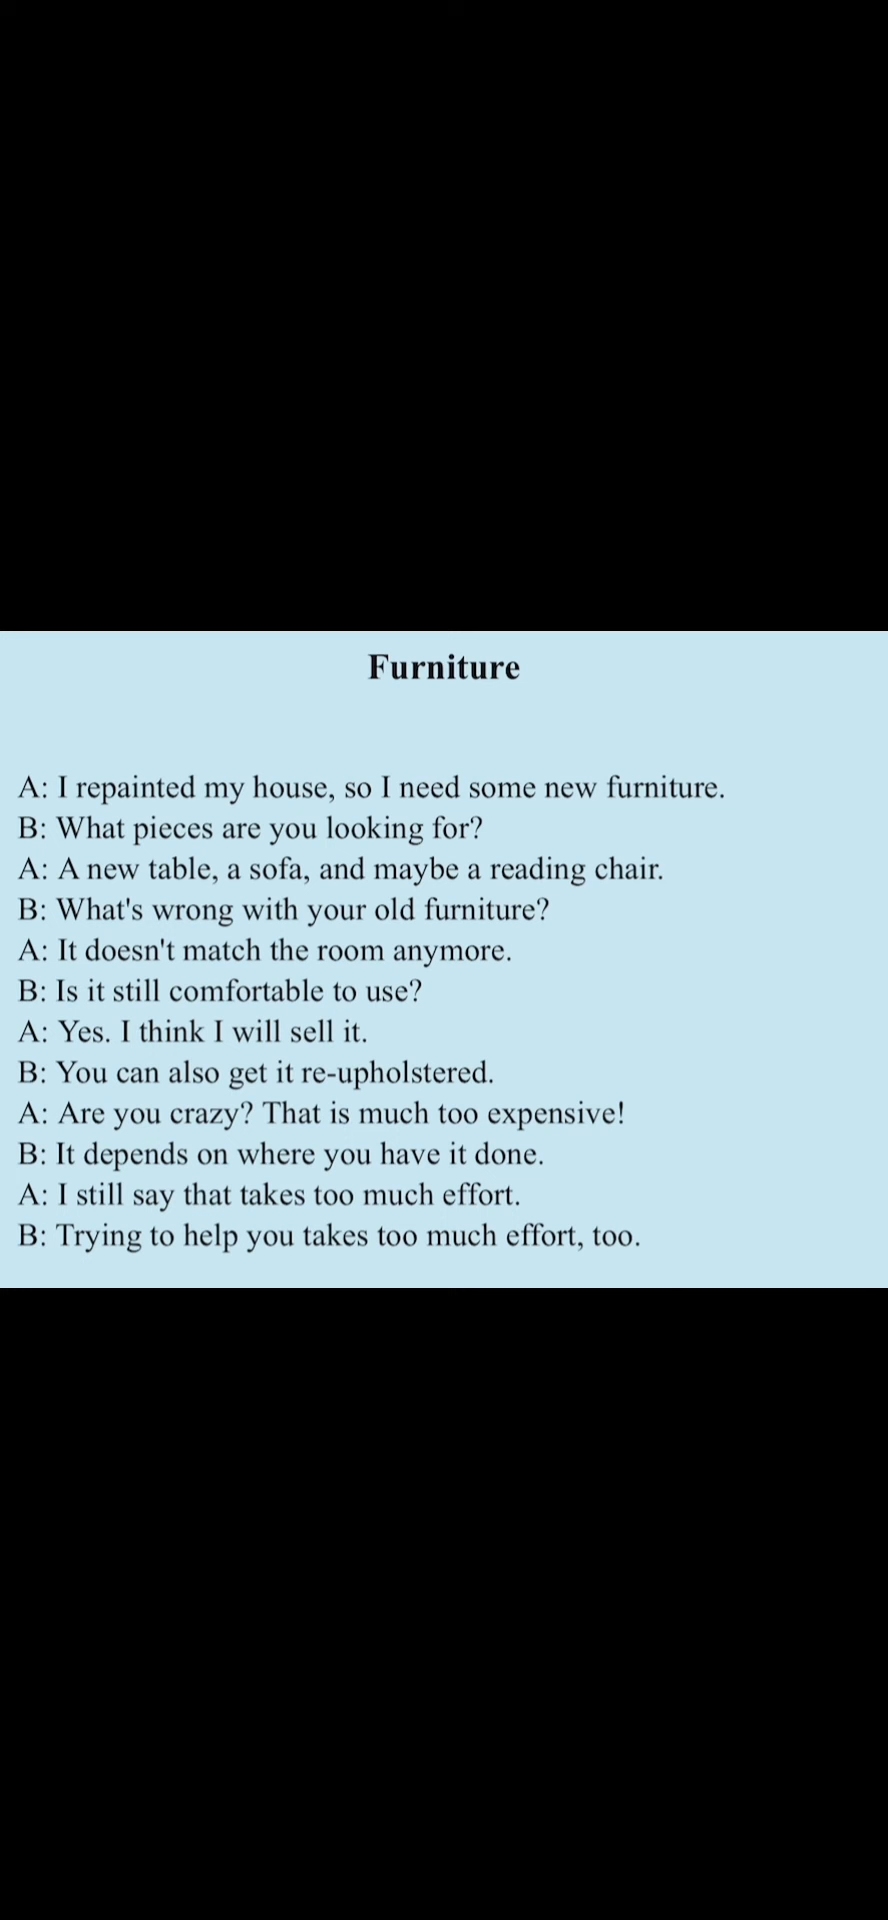 Furniture
A: I repainted my house, so I need some new furniture.
B: What pieces are you looking for?
A: A new table, a sofa, and maybe a reading chair.
B: What's wrong with your old furniture?
A: It doesn't match the room anymore.
B: Is it still comfortable to use?
A: Yes. I think I will sell it.
B: You can also get it re-upholstered.
A: Are you crazy? That is much too expensive!
B: It depends on where you have it done.
A: I still say that takes too much effort.
B: Trying to help you takes too much effort, too.